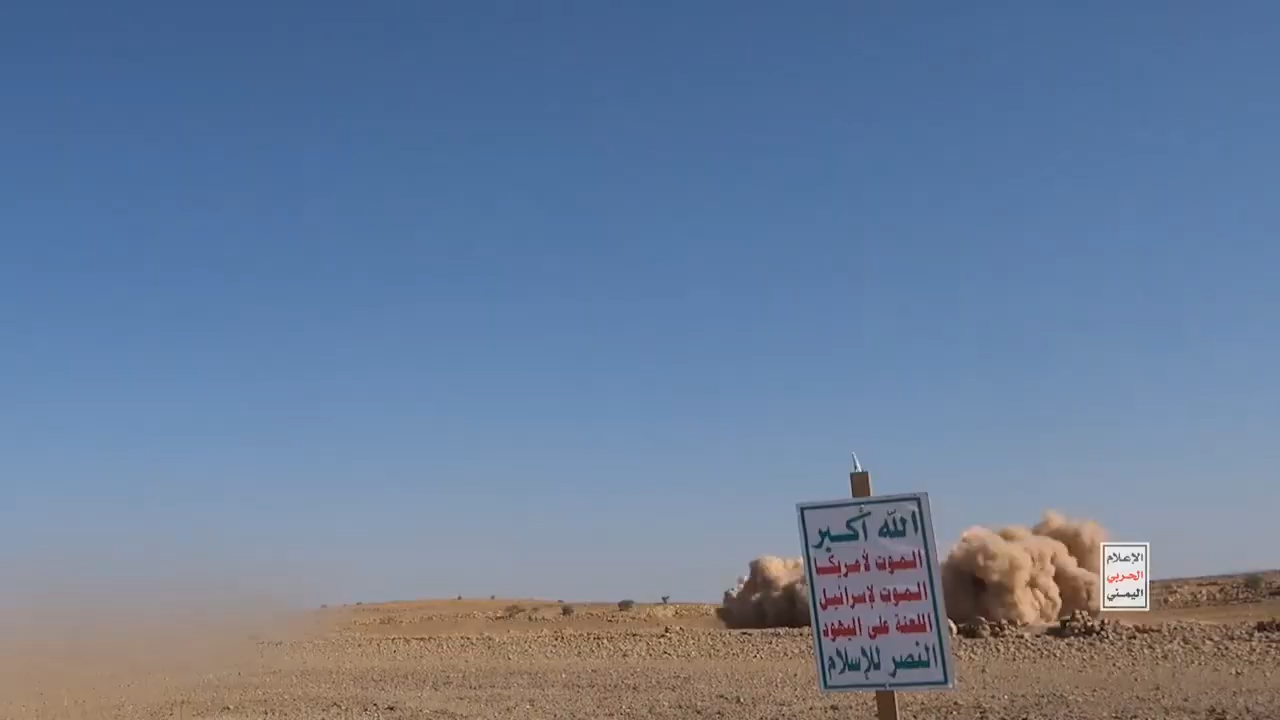 الله أكبر
الموت لأمريكا
الموت لإسرائيل
اللعنة على اليهود
النصر للإسلام
الإعلام
الحربي
اليمني